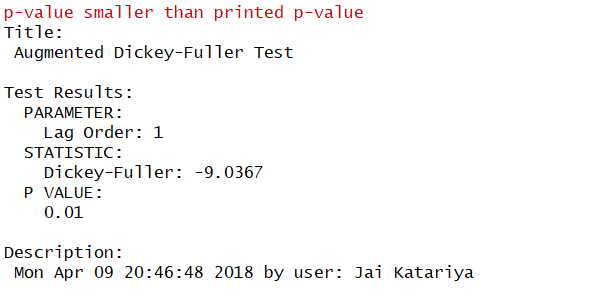 p-value smaller than printed p-value
Title:
Augmented Dickey-Fuller Test
Test Results:
PARAMETER:
Lag Order: 1
STATISTIC:
Dickey-Fuller: -9.0367
P VALUE:
0.01
Description:
Mon Apr 09 20:46:48 2018 by user: Jai Katariya